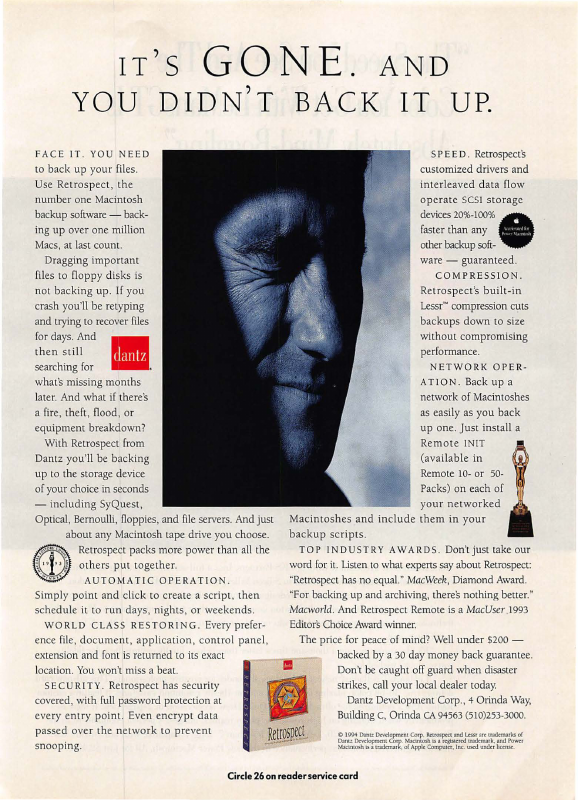 IT'S GONE. AND
YOU DIDN'T BACK IT UP.
FACE IT. YOU NEED
to back up your files.
Use Retrospect, the
number one Macintosh
backup software — back-
ing up over one million
Macs, at last count.
Dragging important
files to floppy disks is
not backing up. If you
crash you'll be retyping
and trying to recover files
for days. And
then still
searching for
dantz
what's missing months
later. And what if there's
a fire, theft, flood, or
equipment breakdown?
With Retrospect from
Dantz you'll be backing
up to the storage device
of your choice in seconds
— including SyQuest,
Optical, Bernoulli, floppies, and file servers. And just
about any Macintosh tape drive you choose.
Retrospect packs more power than all the
others put together.
AUTOMATIC OPERATION.
Simply point and click to create a script, then
schedule it to run days, nights, or weekends.
WORLD CLASS RESTORING. Every prefer-
ence file, document, application, control panel,
extension and font is returned to its exact
location. You won't miss a beat.
SECURITY. Retrospect has security
covered, with full password protection at
every entry point. Even encrypt data
passed over the network to prevent
snooping.
dantz
RETROSPECT
Retrospect
SPEED. Retrospect's
customized drivers and
interleaved data flow
operate SCSI storage
devices 20%-100%
faster than any
other backup soft-
ware — guaranteed.
Accelerated for
Power Macintosh
COMPRESSION.
Retrospect's built-in
Lessr™ compression cuts
backups down to size
without compromising
performance.
NETWORK OPER-
ATION. Back up a
network of Macintoshes
as easily as you back
up one. Just install a
Remote INIT
(available in
Remote 10- or 50-
Packs) on each of
your networked
Macintoshes and include them in your
backup scripts.
TOP INDUSTRY AWARDS. Don't just take our
word for it. Listen to what experts say about Retrospect:
"Retrospect has no equal." MacWeek, Diamond Award.
"For backing up and archiving, there's nothing better."
Macworld. And Retrospect Remote is a MacUser 1993
Editor's Choice Award winner.
The price for peace of mind? Well under $200 —
backed by a 30 day money back guarantee.
Don't be caught off guard when disaster
strikes, call your local dealer today.
Dantz Development Corp., 4 Orinda Way,
Building C, Orinda CA 94563 (510)253-3000.
© 1994 Dantz Development Corp. Retrospect and Lessr are trademarks of
Dantz Development Corp. Macintosh is a registered trademark, and Power
Macintosh is a trademark, of Apple Computer, Inc. used under license.
Circle 26 on reader service card